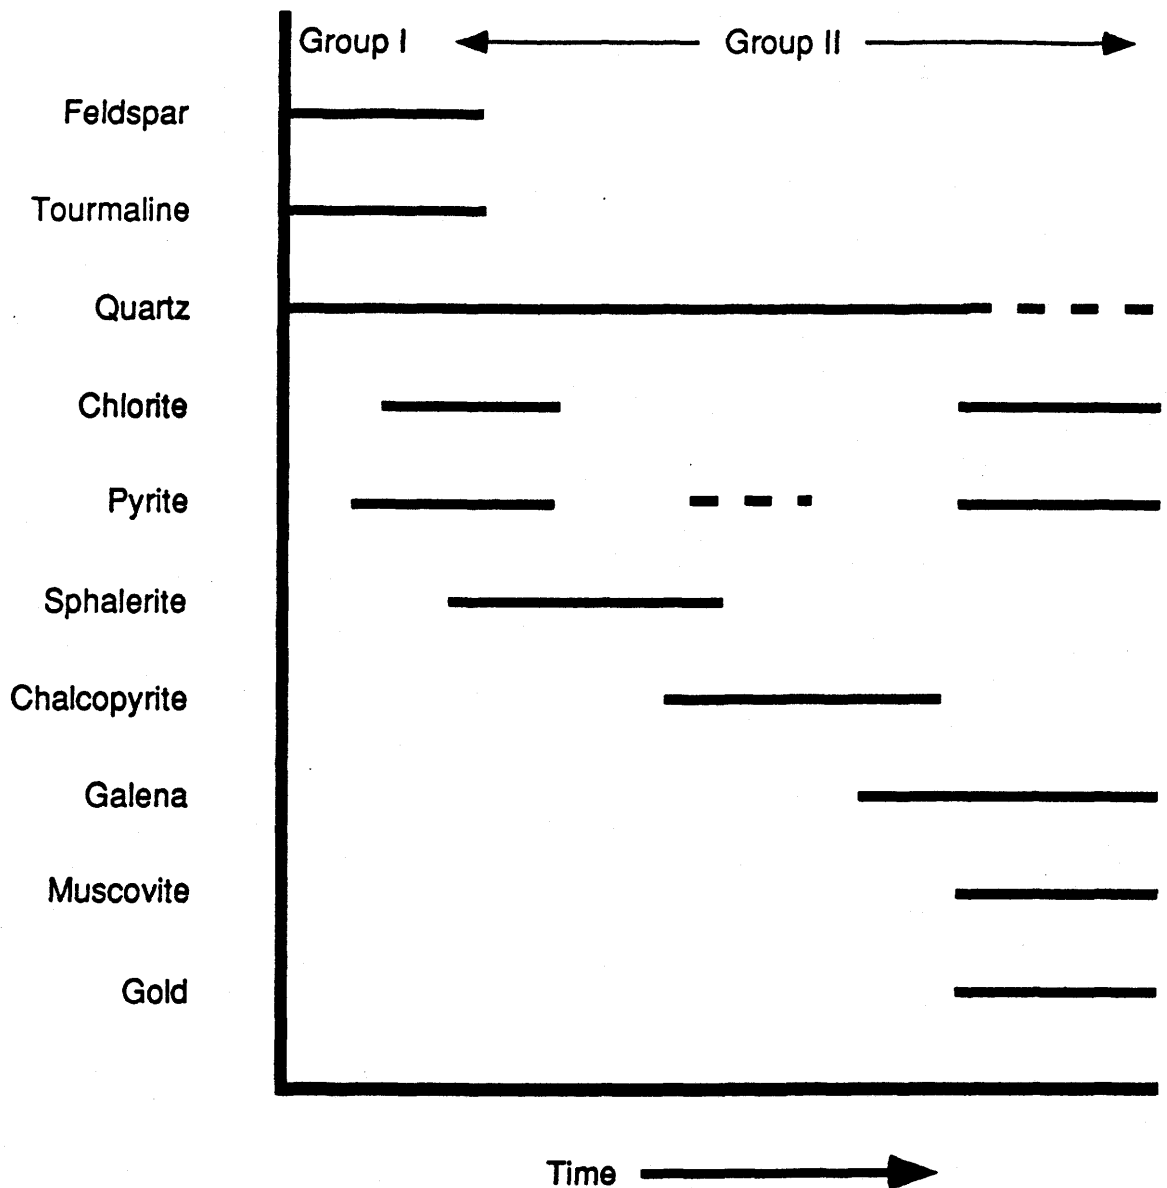 Group I Group II
Feldspar
Tourmaline
Quartz
Chlorite
Pyrite
Sphalerite
Chalcopyrite
Galena
Muscovite
Gold
Time